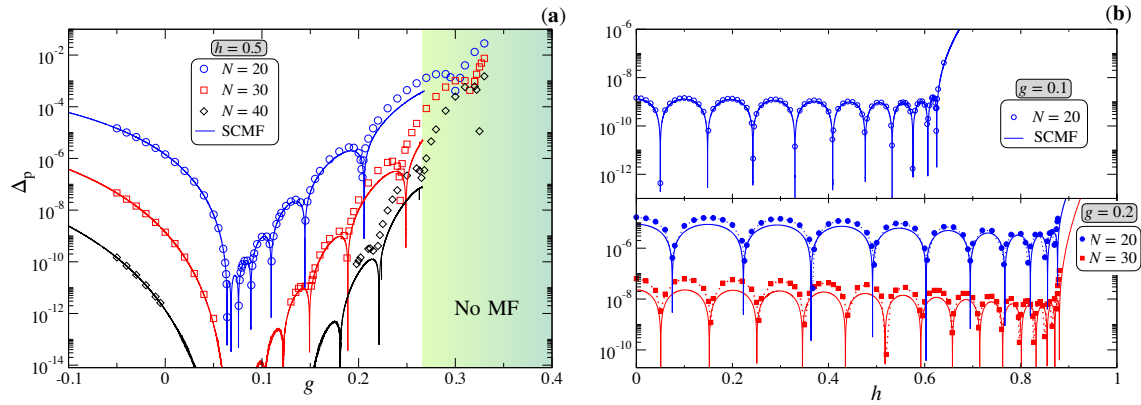 (a)
h = 0.5
N = 20
N = 30
N = 40
SCMF
No MF
Δp
10^-2
10^-4
10^-6
10^-8
10^-10
10^-12
10^-14
-0.1
0
0.1
0.2
0.3
0.4
g
(b)
10^-6
10^-8
10^-10
10^-12
g = 0.1
N = 20
SCMF
10^-6
10^-8
10^-10
g = 0.2
N = 20
N = 30
0
0.2
0.4
0.6
0.8
1
h